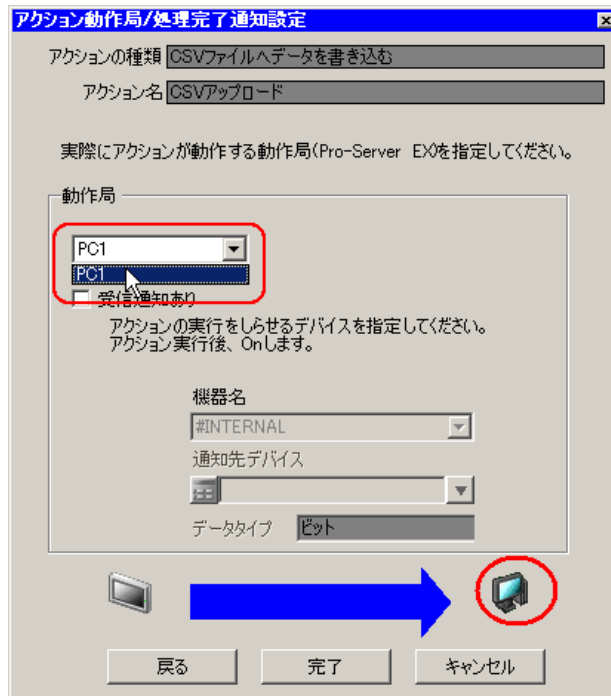 アクション動作局/処理完了通知設定
アクションの種類 CSVファイルへデータを書き込む
アクション名 CSVアップロード
実際にアクションが動作する動作局(Pro-Server EX)を指定してください。
動作局
PC1
PC1
受信通知あり
アクションの実行をしらせるデバイスを指定してください。
アクション実行後、Onします。
機器名
#INTERNAL
通知先デバイス
データタイプ ビット
戻る 完了 キャンセル